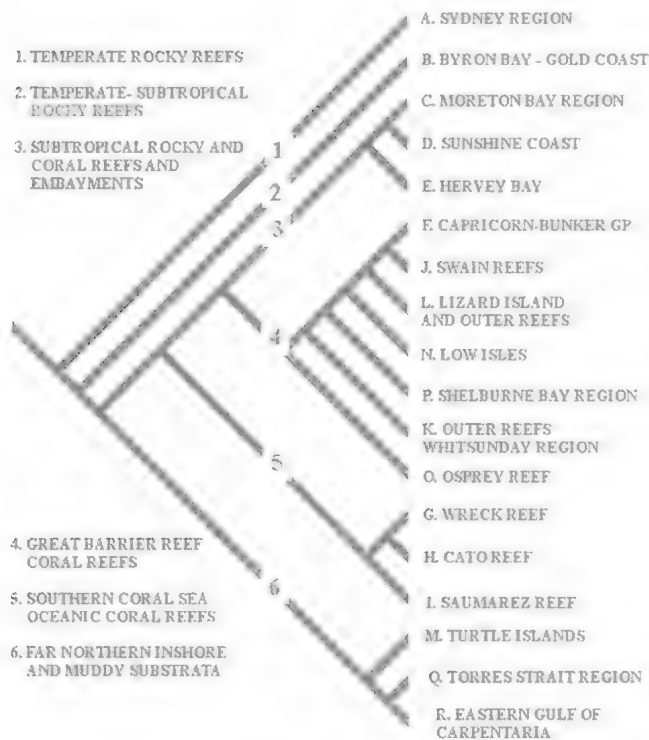 1. TEMPERATE ROCKY REEFS
2. TEMPERATE- SUBTROPICAL
ROCKY REEFS
3. SUBTROPICAL ROCKY AND
CORAL REEFS AND
EMBAYMENTS
4. GREAT BARRIER REEF
CORAL REEFS
5. SOUTHERN CORAL SEA
OCEANIC CORAL REEFS
6. FAR NORTHERN INSHORE
AND MUDDY SUBSTRATA
1
2
3
4
5
6
A. SYDNEY REGION
B. BYRON BAY - GOLD COAST
C. MORETON BAY REGION
D. SUNSHINE COAST
E. HERVEY BAY
F. CAPRICORN-BUNKER GP
J. SWAIN REEFS
L. LIZARD ISLAND
AND OUTER REEFS
N. LOW ISLES
P. SHELBURNE BAY REGION
K. OUTER REEFS
WHITSUNDAY REGION
O. OSPREY REEF
G. WRECK REEF
H. CATO REEF
I. SAUMAREZ REEF
M. TURTLE ISLANDS
Q. TORRES STRAIT REGION
R. EASTERN GULF OF
CARPENTARIA